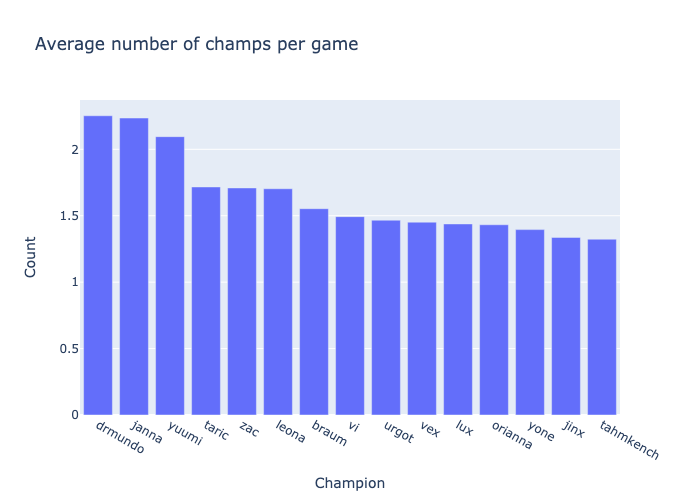 Average number of champs per game
Count
2
1.5
1
0.5
0
drmundo
janna
yuumi
taric
zac
leona
braum
vi
urgot
vex
lux
orianna
yone
jinx
tahmkench
Champion